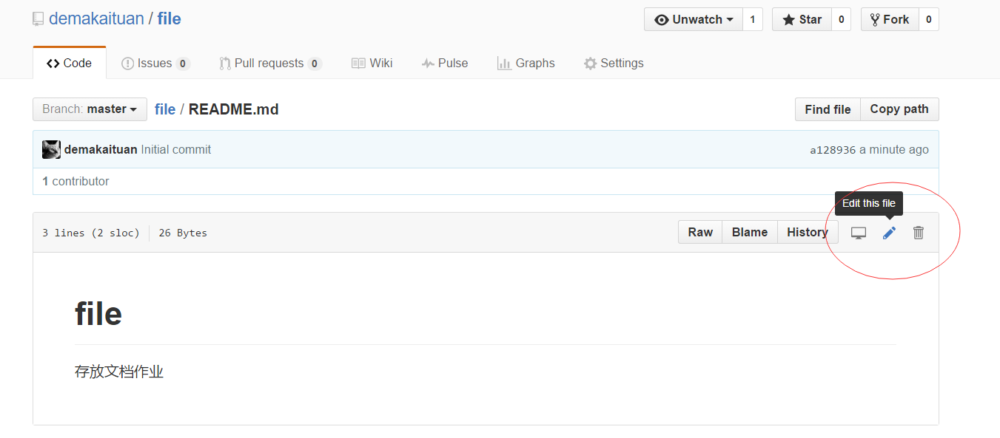 demakaituan / file
Unwatch 1 Star 0 Fork 0
Code Issues 0 Pull requests 0 Wiki Pulse Graphs Settings
Branch: master file / README.md Find file Copy path
demakaituan Initial commit a128936 a minute ago
1 contributor
Edit this file
3 lines (2 sloc) 26 Bytes Raw Blame History
file
存放文档作业